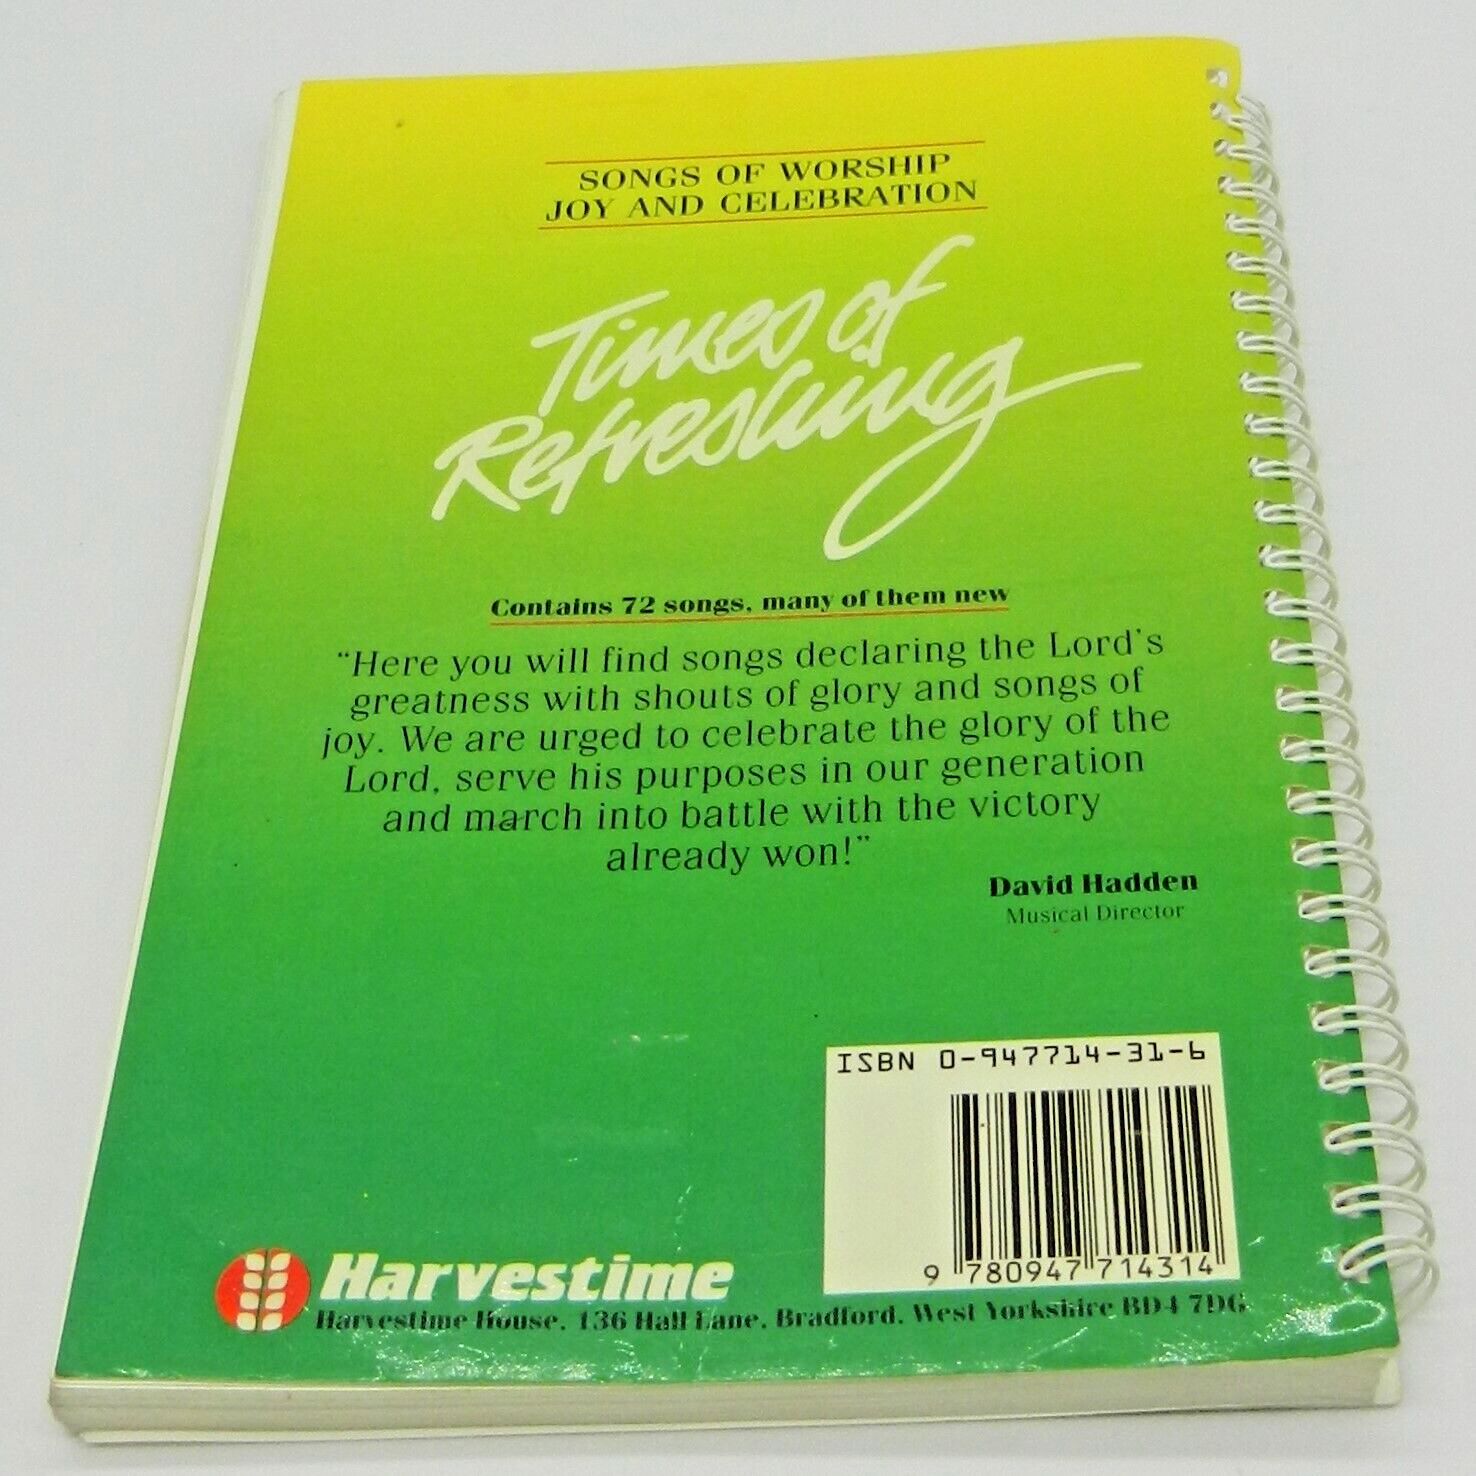 SONGS OF WORSHIP
JOY AND CELEBRATION
Times of
Refreshing
Contains 72 songs, many of them new
“Here you will find songs declaring the Lord's
greatness with shouts of glory and songs of
joy. We are urged to celebrate the glory of the
Lord, serve his purposes in our generation
and march into battle with the victory
already won!”
David Hadden
Musical Director
ISBN 0-947714-31-6
9 780947 714314
Harvestime
Harvestime House, 136 Hall Lane, Bradford, West Yorkshire BD4 7DG